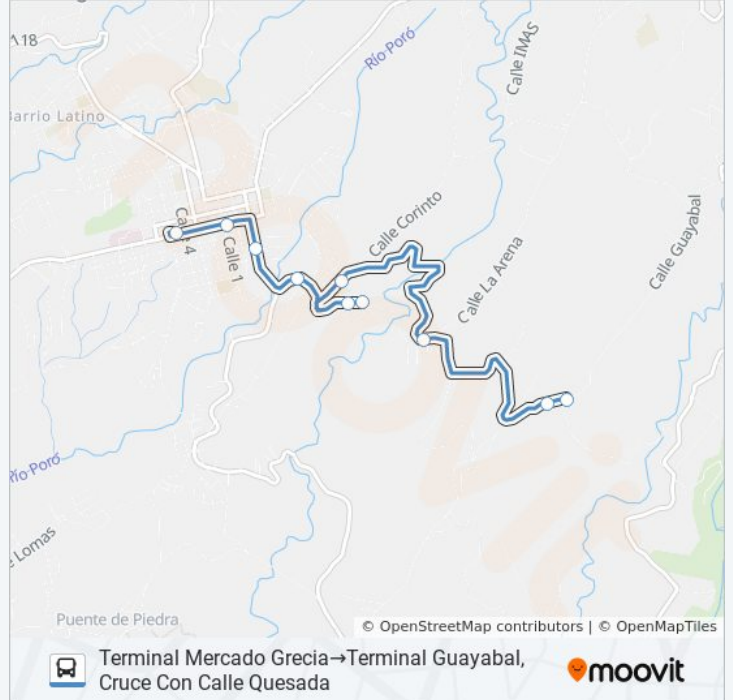 A18
Río Poró
Calle IMAS
Barrio Latino
Calle 4
Calle 1
Calle Corinto
Calle La Arena
Calle Guayabal
Río Poró
e Lomas
Puente de Piedra
© OpenStreetMap contributors | © OpenMapTiles
Terminal Mercado Grecia→Terminal Guayabal,
Cruce Con Calle Quesada
moovit